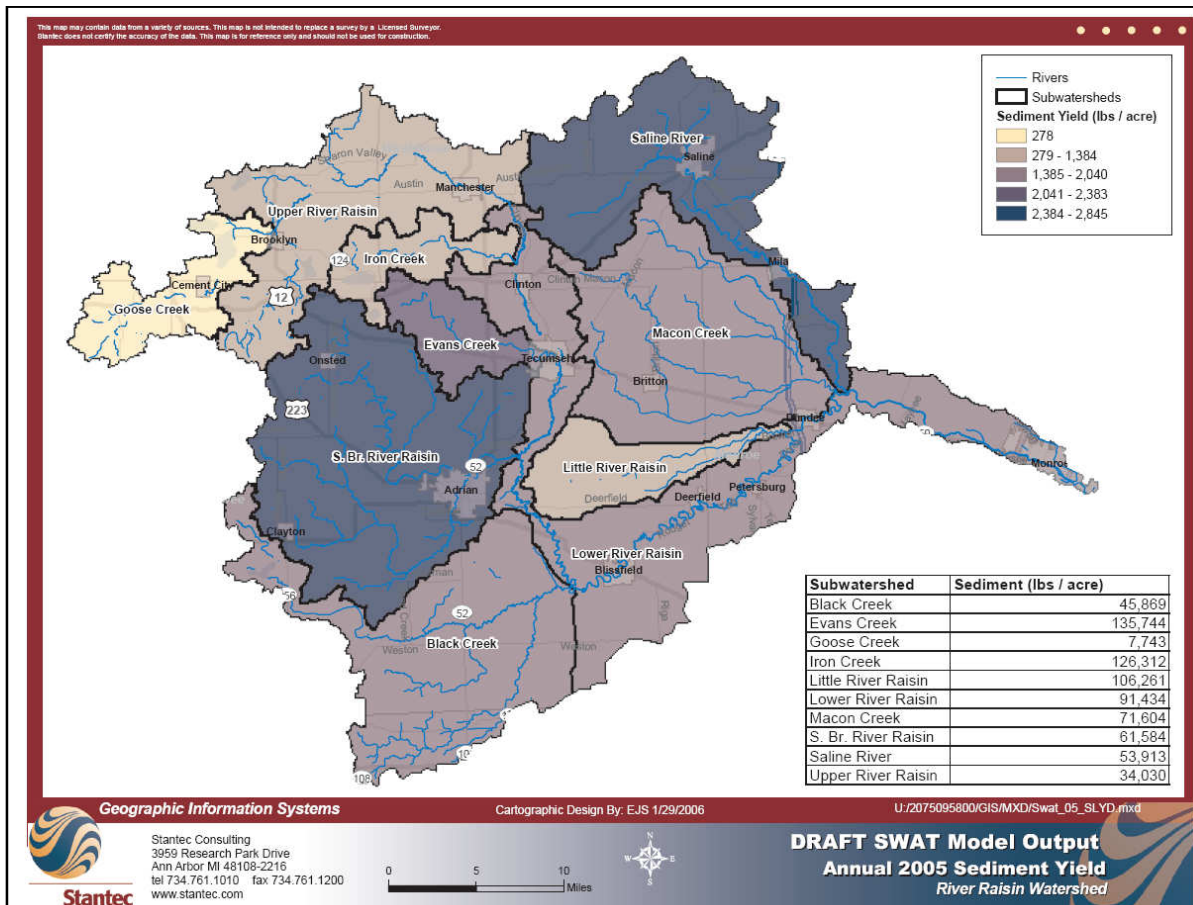 This map may contain data from a variety of sources. This map is not intended to replace a survey by a Licensed Surveyor.
Stantec does not certify the accuracy of the data. This map is for reference only and should not be used for construction.
Rivers
Subwatersheds
Sediment Yield (lbs / acre)
278
279 - 1,384
1,385 - 2,040
2,041 - 2,383
2,384 - 2,845
Saline River
Saline
Sharon Valley
Austin
Manchester
Upper River Raisin
Brooklyn
124
Iron Creek
Cement City
12
Goose Creek
Clinton
Clinton Macon
Macon Creek
Evans Creek
Onsted
Tecumseh
Britton
223
Dundee
S. Br. River Raisin
52
Little River Raisin
Adrian
Deerfield
Deerfield
Petersburg
Clayton
Lower River Raisin
Blissfield
52
Black Creek
Weston
Weston
108
Subwatershed Sediment (lbs / acre)
Black Creek 45,869
Evans Creek 135,744
Goose Creek 7,743
Iron Creek 126,312
Little River Raisin 106,261
Lower River Raisin 91,434
Macon Creek 71,604
S. Br. River Raisin 61,584
Saline River 53,913
Upper River Raisin 34,030
Geographic Information Systems
Cartographic Design By: EJS 1/29/2006
U:/2075095800/GIS/MXD/Swat_05_SLYD.mxd
Stantec
Stantec Consulting
3959 Research Park Drive
Ann Arbor MI 48108-2216
tel 734.761.1010 fax 734.761.1200
www.stantec.com
0 5 10
Miles
N
W E
S
DRAFT SWAT Model Output
Annual 2005 Sediment Yield
River Raisin Watershed